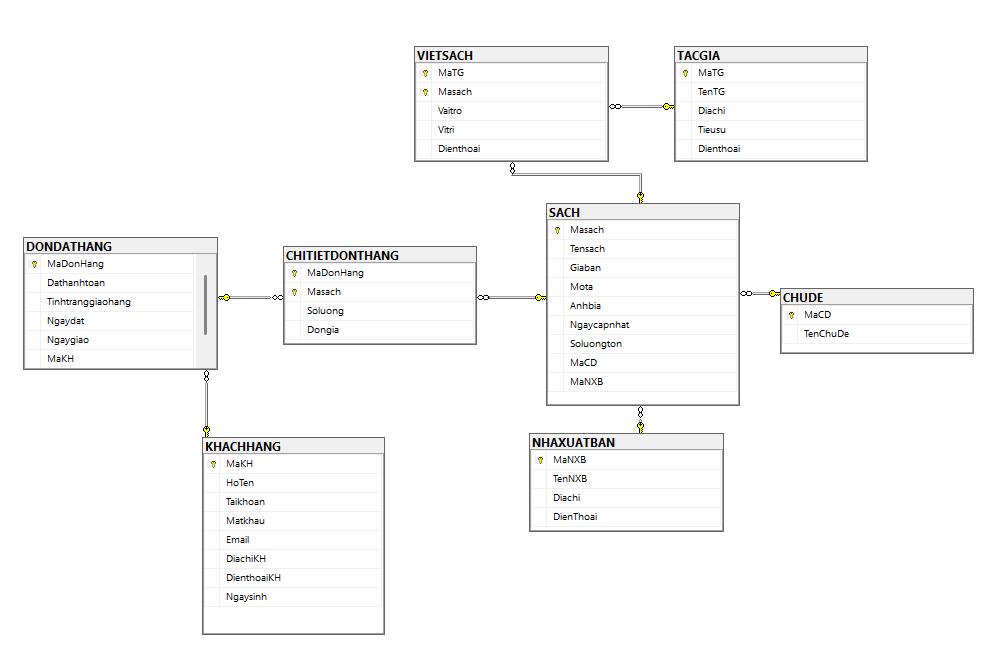 VIETSACH
MaTG
Masach
Vaitro
Vitri
Dienthoai
TACGIA
MaTG
TenTG
Diachi
Tieusu
Dienthoai
SACH
Masach
Tensach
Giaban
Mota
Anhbia
Ngaycapnhat
Soluongton
MaCD
MaNXB
DONDATHANG
MaDonHang
Dathanhtoan
Tinhtranggiaohang
Ngaydat
Ngaygiao
MaKH
CHITIETDONTHANG
MaDonHang
Masach
Soluong
Dongia
CHUDE
MaCD
TenChuDe
KHACHHANG
MaKH
HoTen
Taikhoan
Matkhau
Email
DiachiKH
DienthoaiKH
Ngaysinh
NHAXUATBAN
MaNXB
TenNXB
Diachi
DienThoai